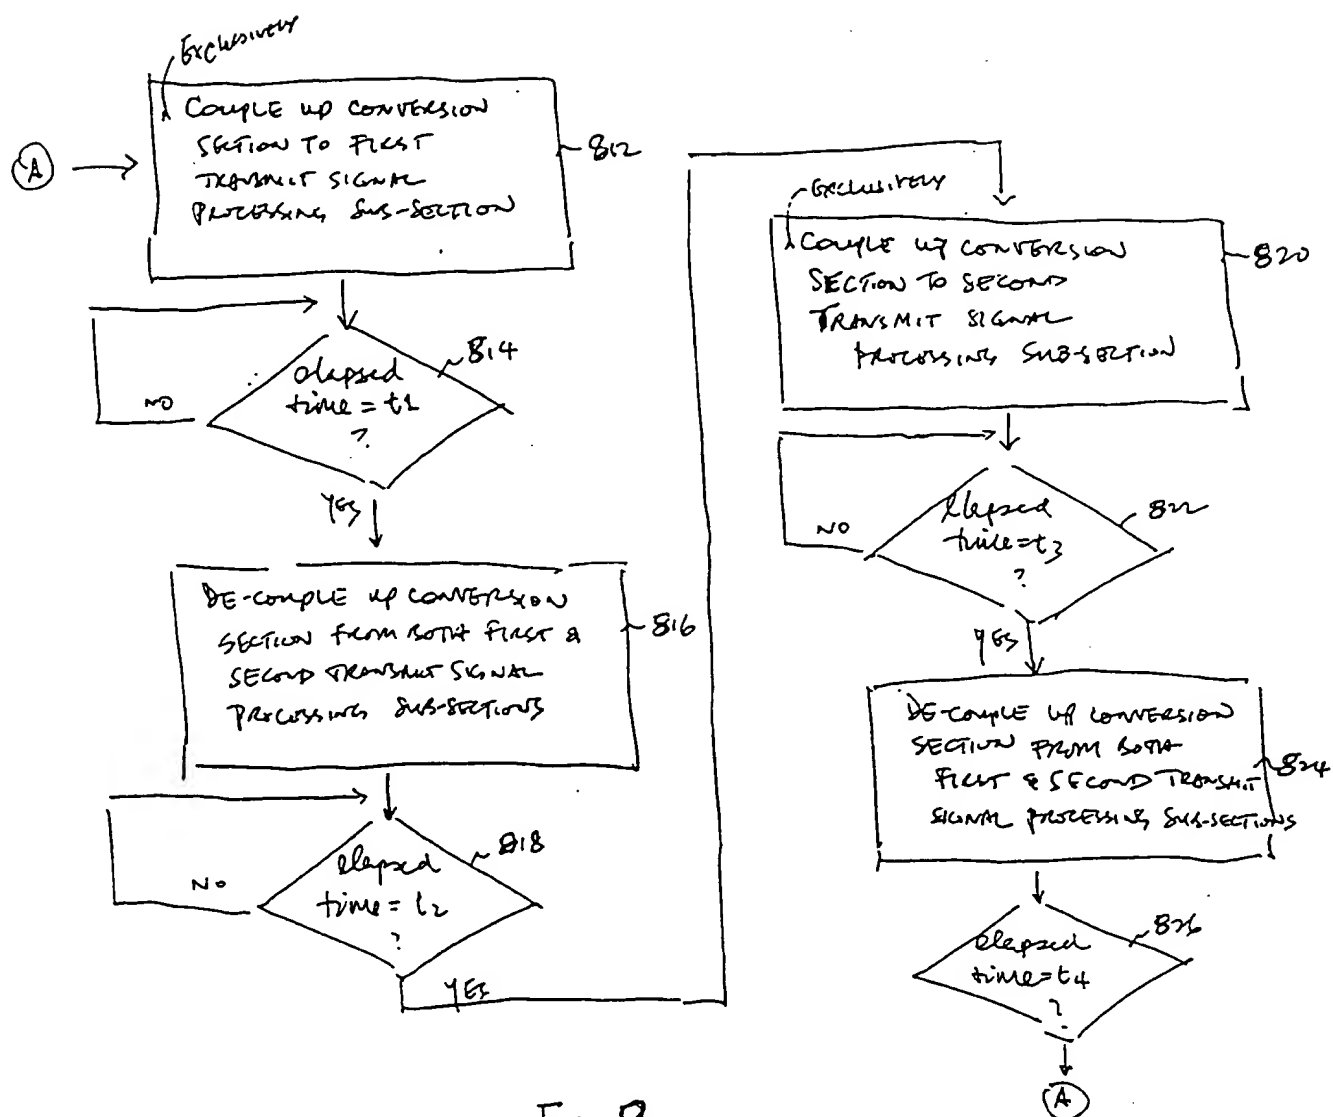 Exclusively
A
COUPLE UP CONVERSION
SECTION TO FIRST
TRANSMIT SIGNAL
PROCESSING SUB-SECTION
812
814
elapsed
time = t1
?
NO
YES
DE-COUPLE UP CONVERSION
SECTION FROM BOTH FIRST &
SECOND TRANSMIT SIGNAL
PROCESSING SUB-SECTIONS
816
818
elapsed
time = t2
?
NO
YES
Exclusively
COUPLE UP CONVERSION
SECTION TO SECOND
TRANSMIT SIGNAL
PROCESSING SUB-SECTION
820
822
Elapsed
time = t3
?
NO
YES
DE-COUPLE UP CONVERSION
SECTION FROM BOTH
FIRST & SECOND TRANSMIT
SIGNAL PROCESSING SUB-SECTIONS
824
826
elapsed
time = t4
?
A